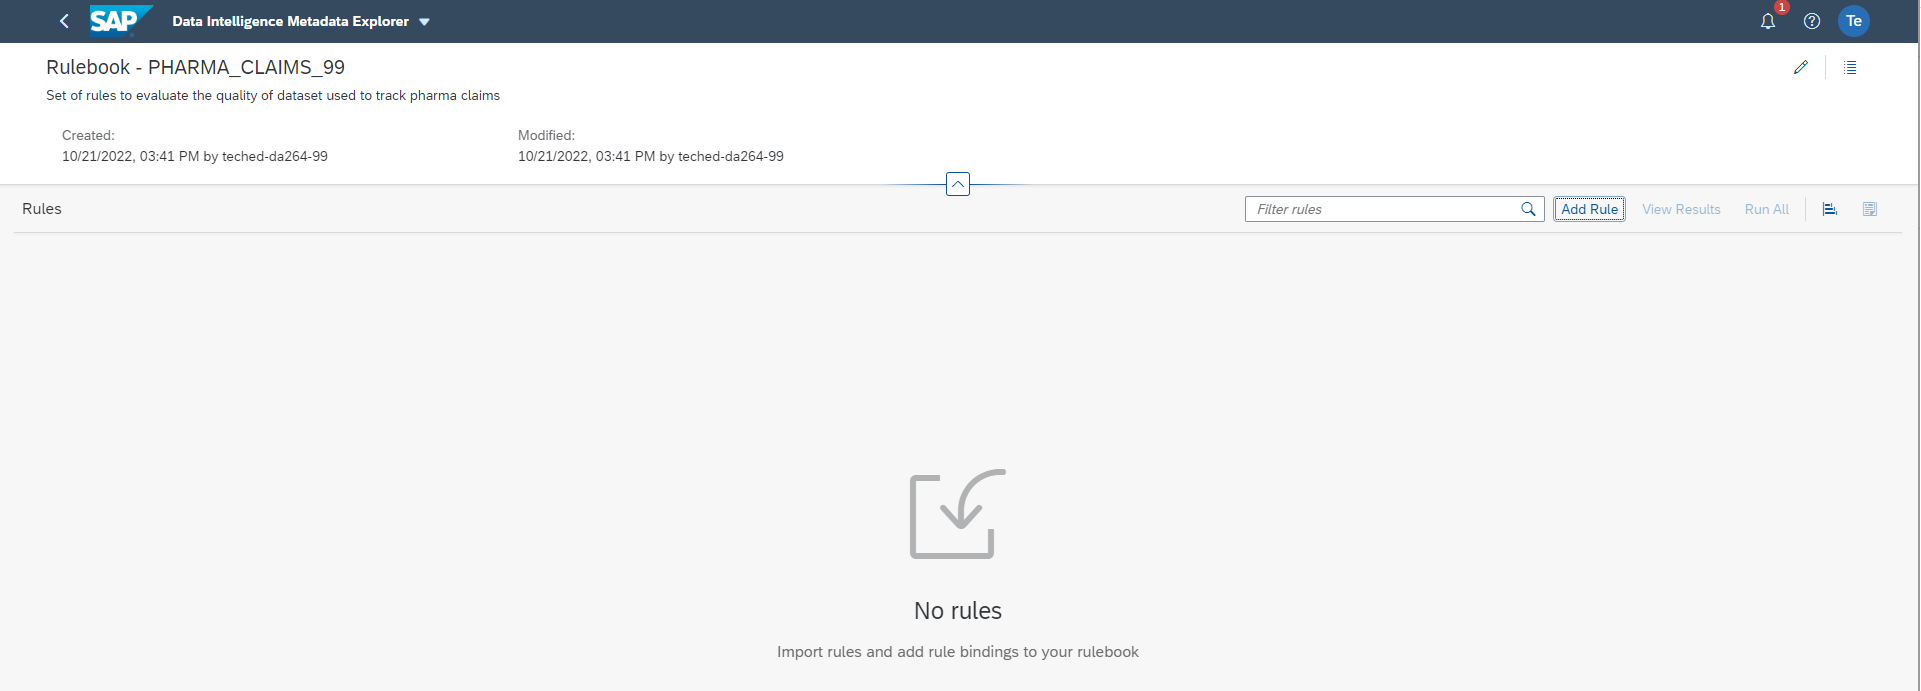 SAP Data Intelligence Metadata Explorer 1 Te
Rulebook - PHARMA_CLAIMS_99
Set of rules to evaluate the quality of dataset used to track pharma claims
Created: Modified:
10/21/2022, 03:41 PM by teched-da264-99 10/21/2022, 03:41 PM by teched-da264-99
Rules Filter rules Add Rule View Results Run All
No rules
Import rules and add rule bindings to your rulebook